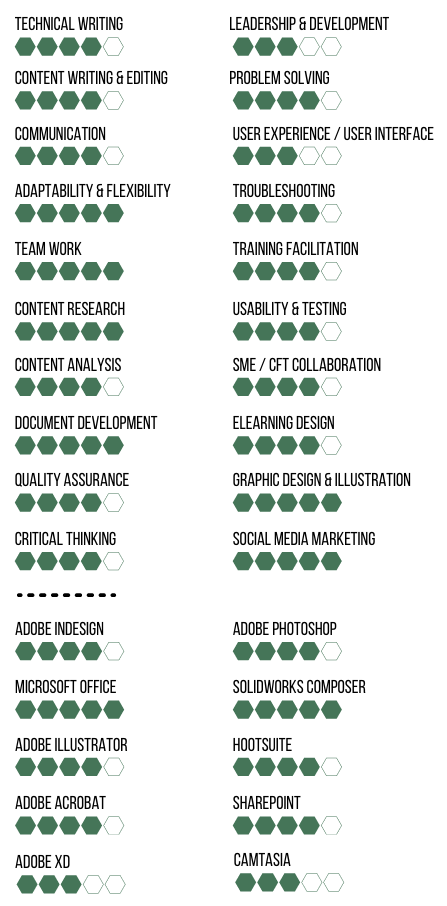 TECHNICAL WRITING
LEADERSHIP & DEVELOPMENT
CONTENT WRITING & EDITING
PROBLEM SOLVING
COMMUNICATION
USER EXPERIENCE / USER INTERFACE
ADAPTABILITY & FLEXIBILITY
TROUBLESHOOTING
TEAM WORK
TRAINING FACILITATION
CONTENT RESEARCH
USABILITY & TESTING
CONTENT ANALYSIS
SME / CFT COLLABORATION
DOCUMENT DEVELOPMENT
ELEARNING DESIGN
QUALITY ASSURANCE
GRAPHIC DESIGN & ILLUSTRATION
CRITICAL THINKING
SOCIAL MEDIA MARKETING
ADOBE INDESIGN
ADOBE PHOTOSHOP
MICROSOFT OFFICE
SOLIDWORKS COMPOSER
ADOBE ILLUSTRATOR
HOOTSUITE
ADOBE ACROBAT
SHAREPOINT
ADOBE XD
CAMTASIA